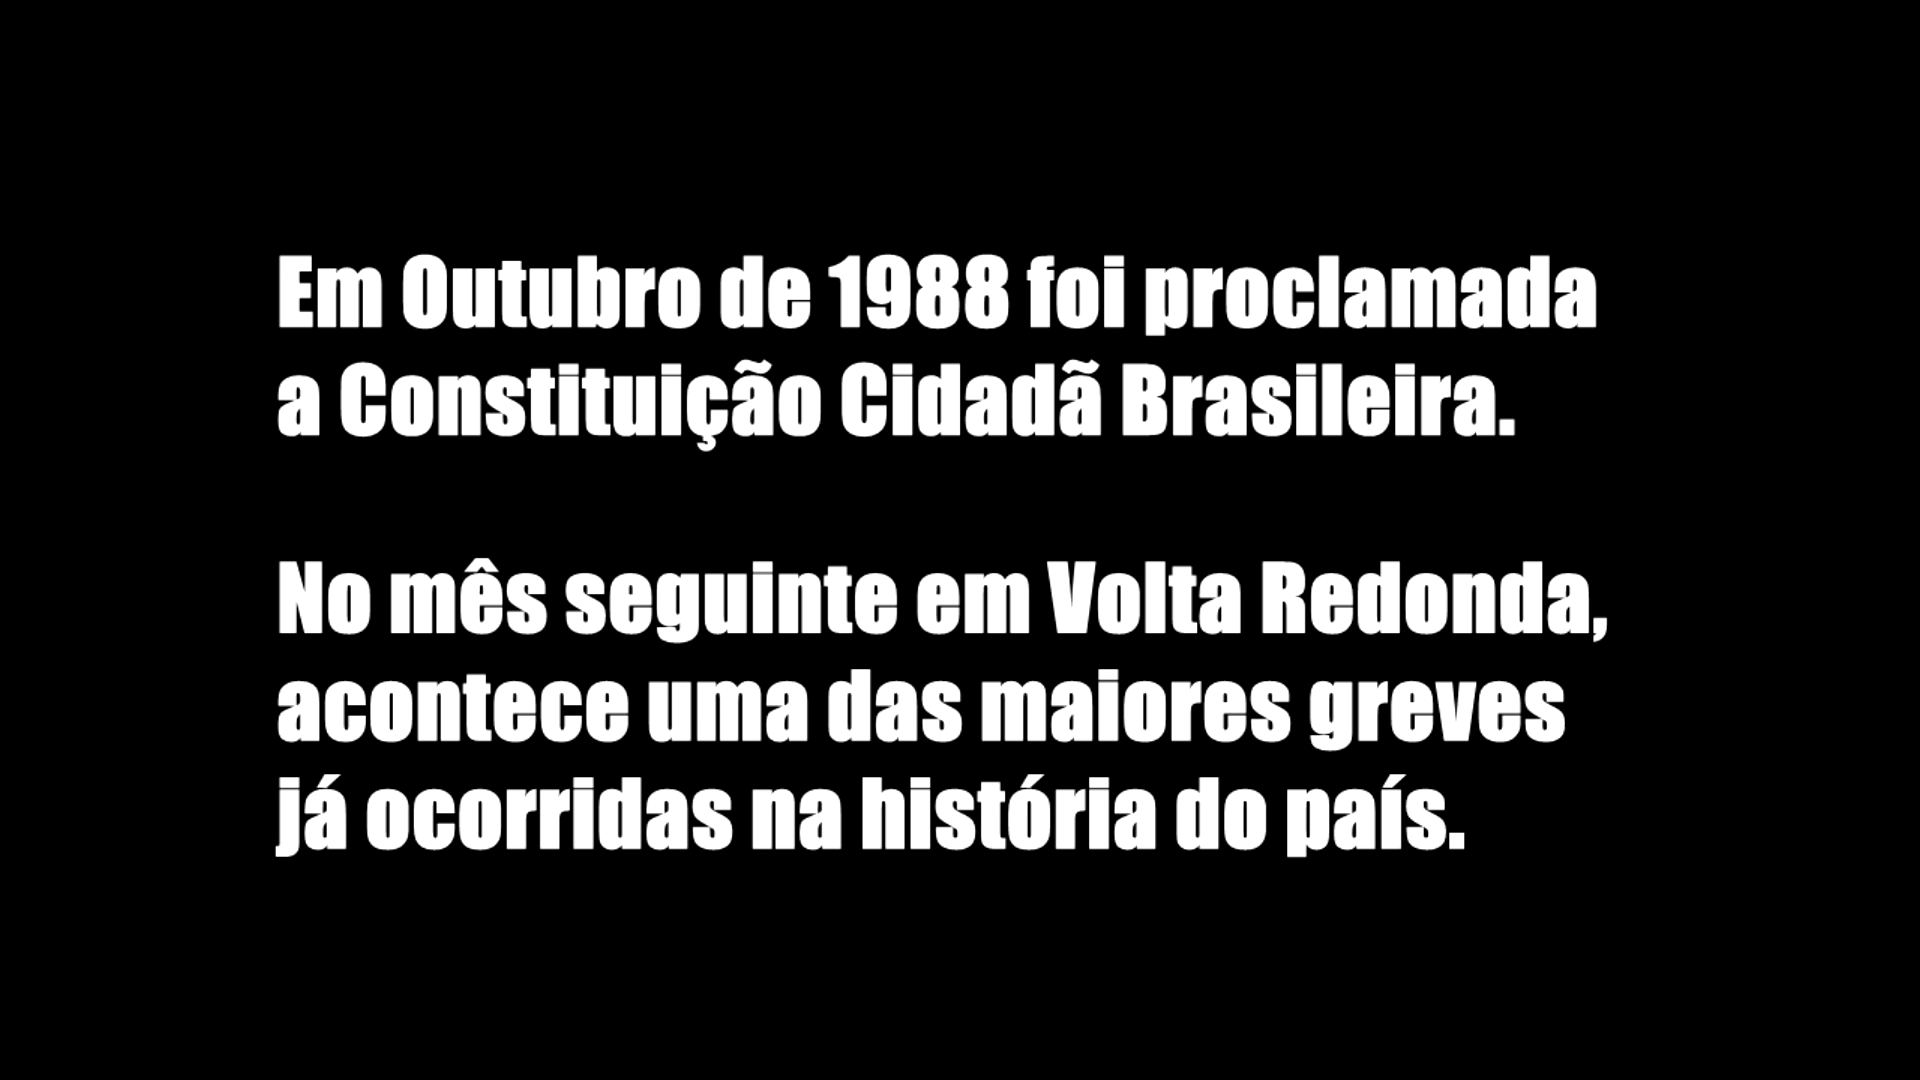 Em Outubro de 1988 foi proclamada
a Constituição Cidadã Brasileira.
No mês seguinte em Volta Redonda,
acontece uma das maiores greves
já ocorridas na história do país.